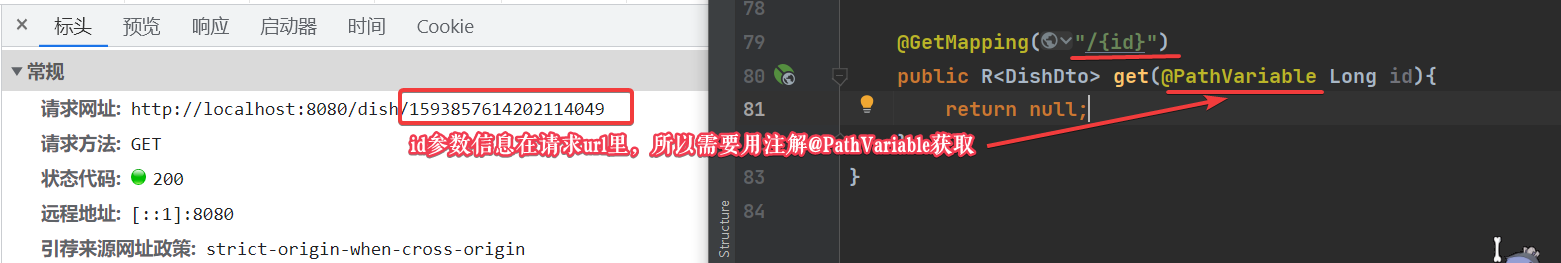 标头 预览 响应 启动器 时间 Cookie
常规
请求网址: http://localhost:8080/dish/1593857614202114049
请求方法: GET
状态代码: 200
远程地址: [::1]:8080
引荐来源网址政策: strict-origin-when-cross-origin
id参数信息在请求url里，所以需要用注解@PathVariable获取
78
79 @GetMapping("/{id}")
80 public R<DishDto> get(@PathVariable Long id){
81 return null;
83 }
84
Structure